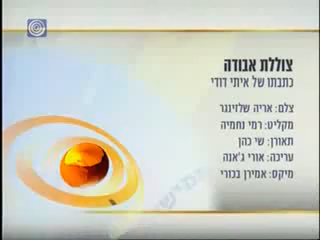 צוללת אבודה
כתבתו של איתי דודי
צלם: אריה שלזינגר
מקליט: רמי נחמיה
תאורן: שי כהן
עריכה: אורי ג'אנה
מיקס: אמירן בכורי